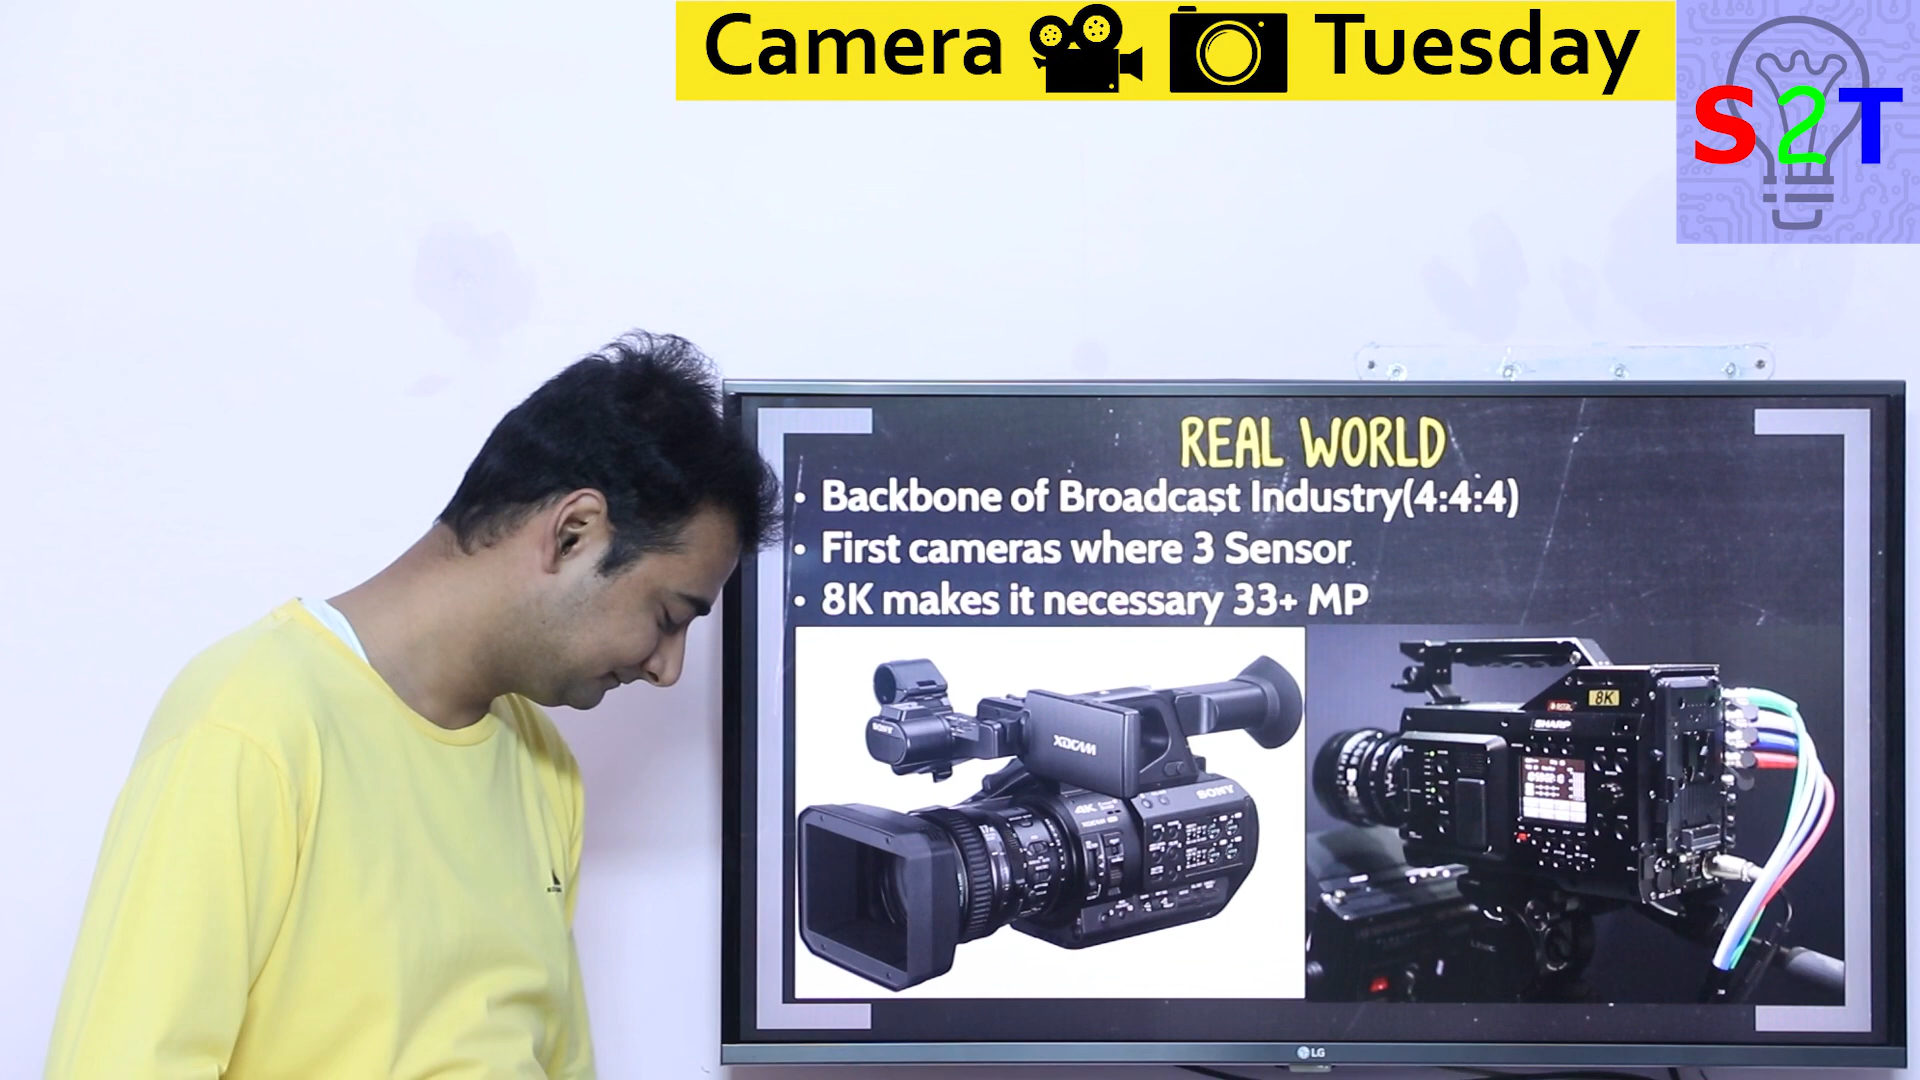 Camera Tuesday
S2T
REAL WORLD
• Backbone of Broadcast Industry(4:4:4)
• First cameras where 3 Sensor
• 8K makes it necessary 33+ MP
SONY
XDCAM
SONY
4K
8K
SHARP
LG